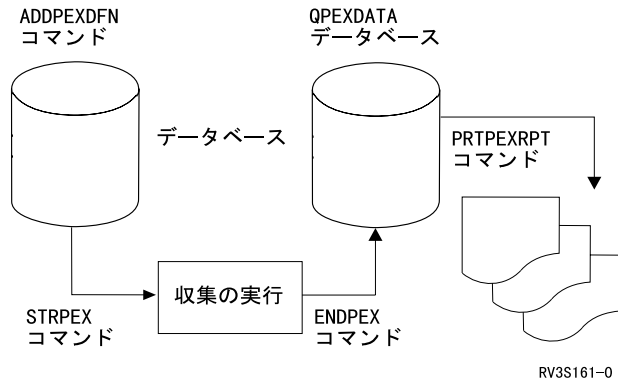 ADDPEXDFN
コマンド
QPEXDATA
データベース
データベース
PRTPEXRPT
コマンド
収集の実行
STRPEX
コマンド
ENDPEX
コマンド
RV3S161-0